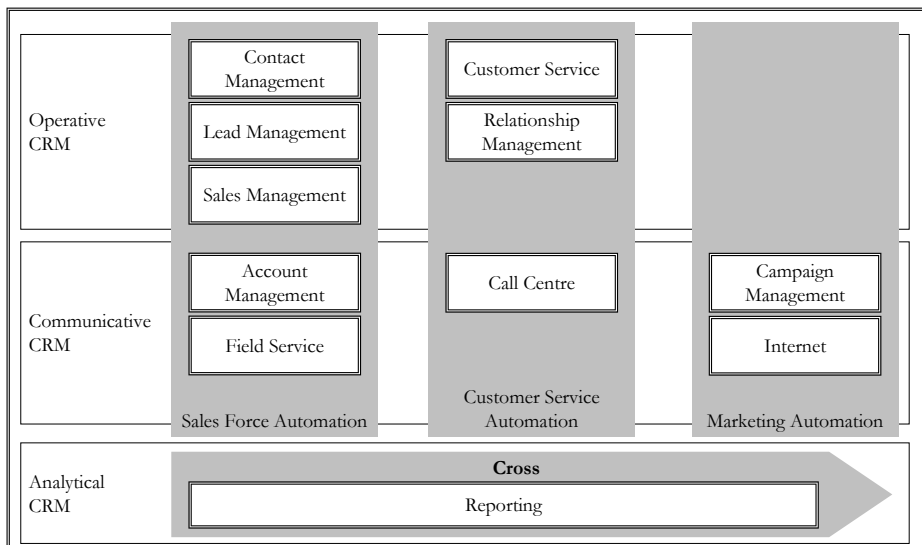 Contact
Management
Customer Service
Operative
CRM
Lead Management
Relationship
Management
Sales Management
Account
Management
Call Centre
Campaign
Management
Communicative
CRM
Field Service
Internet
Sales Force Automation
Customer Service
Automation
Marketing Automation
Analytical
CRM
Cross
Reporting